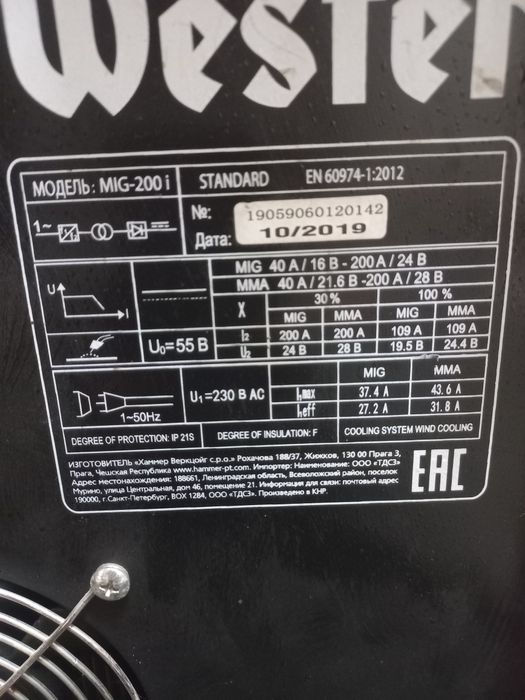 Wester
МОДЕЛЬ: MIG-200 i STANDARD EN 60974-1:2012
1~ №: 19059060120142
Дата: 10/2019
MIG 40 A / 16 В - 200 A / 24 В
U I MMA 40 A / 21.6 В -200 A / 28 В
X 30 % 100 %
MIG MMA MIG MMA
U₀=55 В I₂ 200 A 200 A 109 A 109 A
U₂ 24 В 28 В 19.5 В 24.4 В
MIG MMA
1~50Hz U₁=230 В AC I₁max 37.4 A 43.6 A
I₁eff 27.2 A 31.8 A
DEGREE OF PROTECTION: IP 21S DEGREE OF INSULATION: F COOLING SYSTEM WIND COOLING
ИЗГОТОВИТЕЛЬ «Хаммер Веркцойг с.р.о.» Рохачова 188/37, Жижков, 130 00 Прага 3,
Прага, Чешская Республика www.hammer-pt.com. Импортер: Наименование: ООО «ТДСЗ»
Адрес местонахождения: 188661, Ленинградская область, Всеволожский район, поселок
Мурино, улица Центральная, дом 46, помещение 21. Информация для связи: почтовый адрес
190000, г.Санкт-Петербург, BOX 1284, ООО «ТДСЗ». Произведено в КНР.
EAC